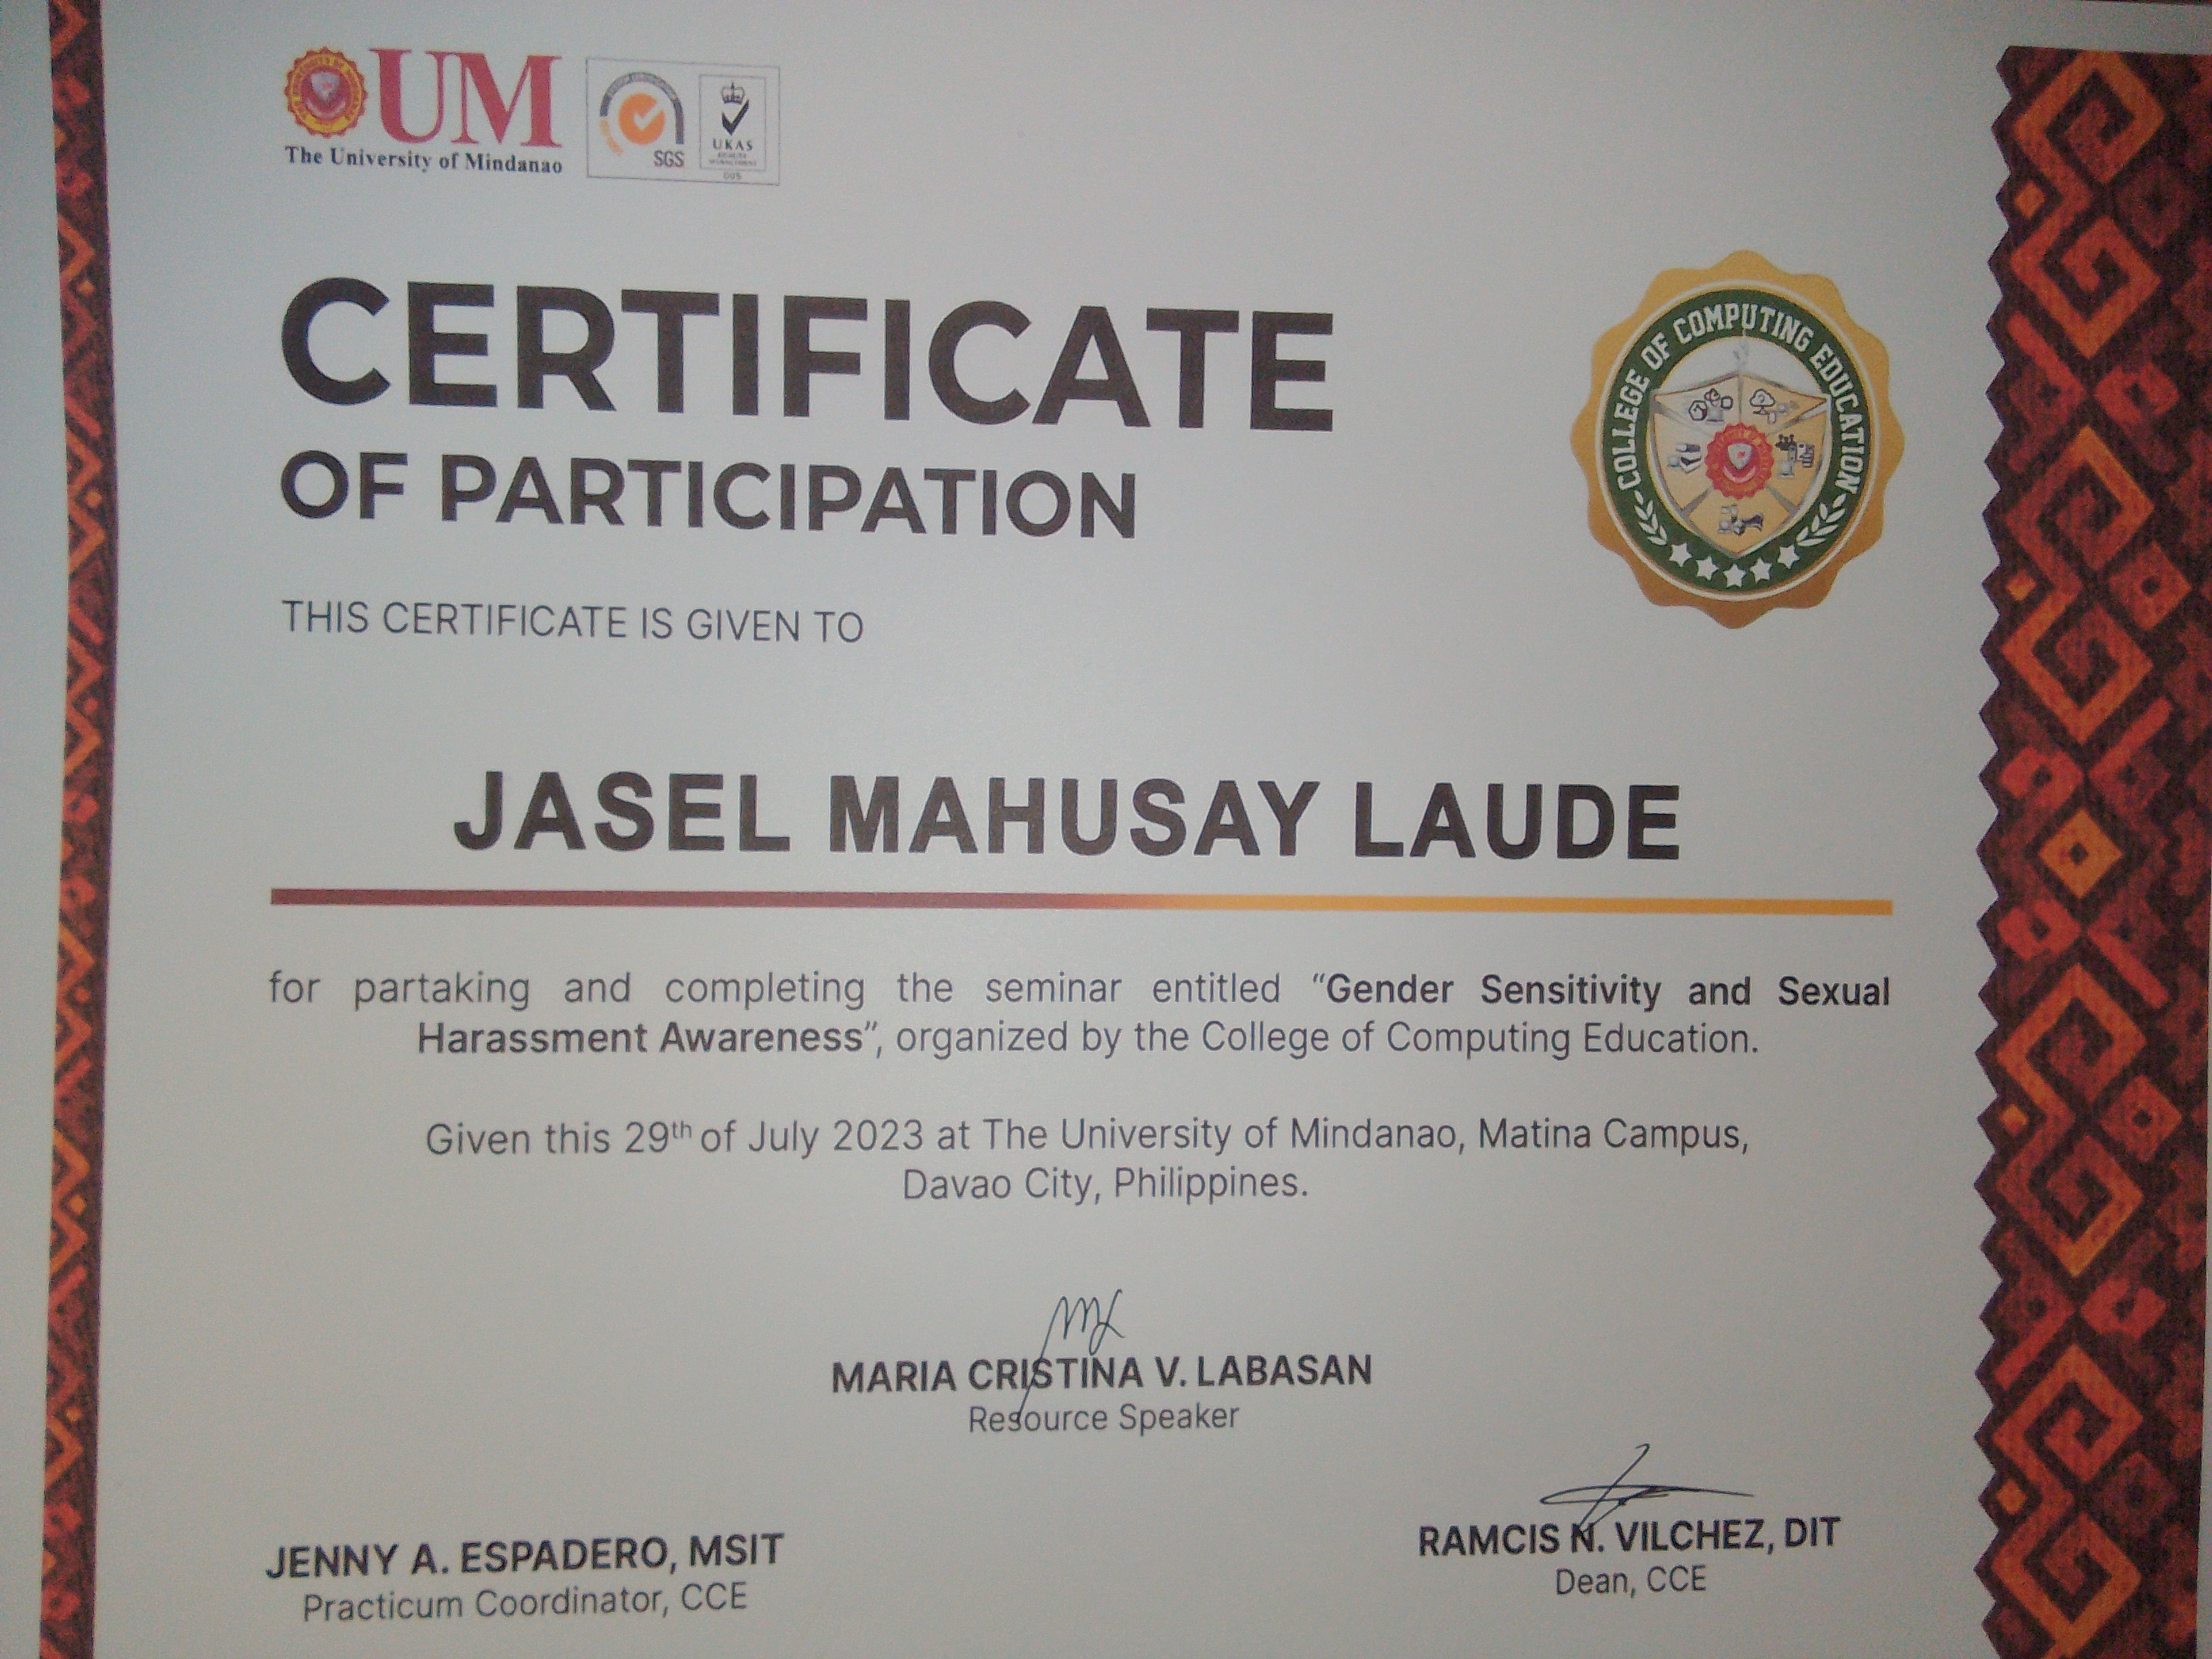 UM
The University of Mindanao
SGS
UKAS
MANAGEMENT
005
CERTIFICATE
OF PARTICIPATION
COLLEGE OF COMPUTING EDUCATION
THIS CERTIFICATE IS GIVEN TO
JASEL MAHUSAY LAUDE
for partaking and completing the seminar entitled “Gender Sensitivity and Sexual
Harassment Awareness”, organized by the College of Computing Education.
Given this 29th of July 2023 at The University of Mindanao, Matina Campus,
Davao City, Philippines.
MARIA CRISTINA V. LABASAN
Resource Speaker
JENNY A. ESPADERO, MSIT
Practicum Coordinator, CCE
RAMCIS N. VILCHEZ, DIT
Dean, CCE